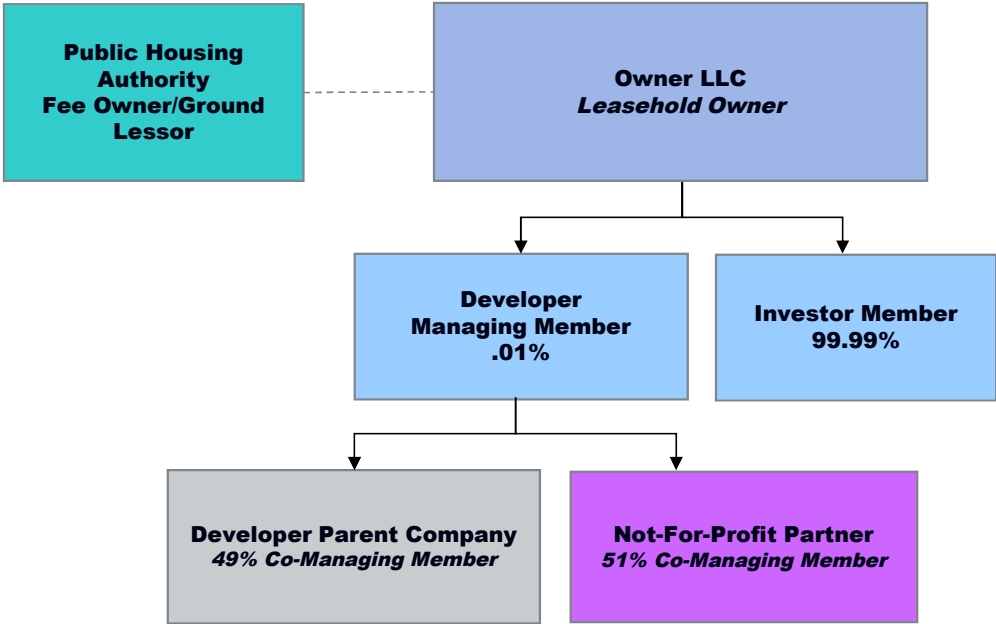 Public Housing
Authority
Fee Owner/Ground
Lessor
Owner LLC
Leasehold Owner
Developer
Managing Member
.01%
Investor Member
99.99%
Developer Parent Company
49% Co-Managing Member
Not-For-Profit Partner
51% Co-Managing Member